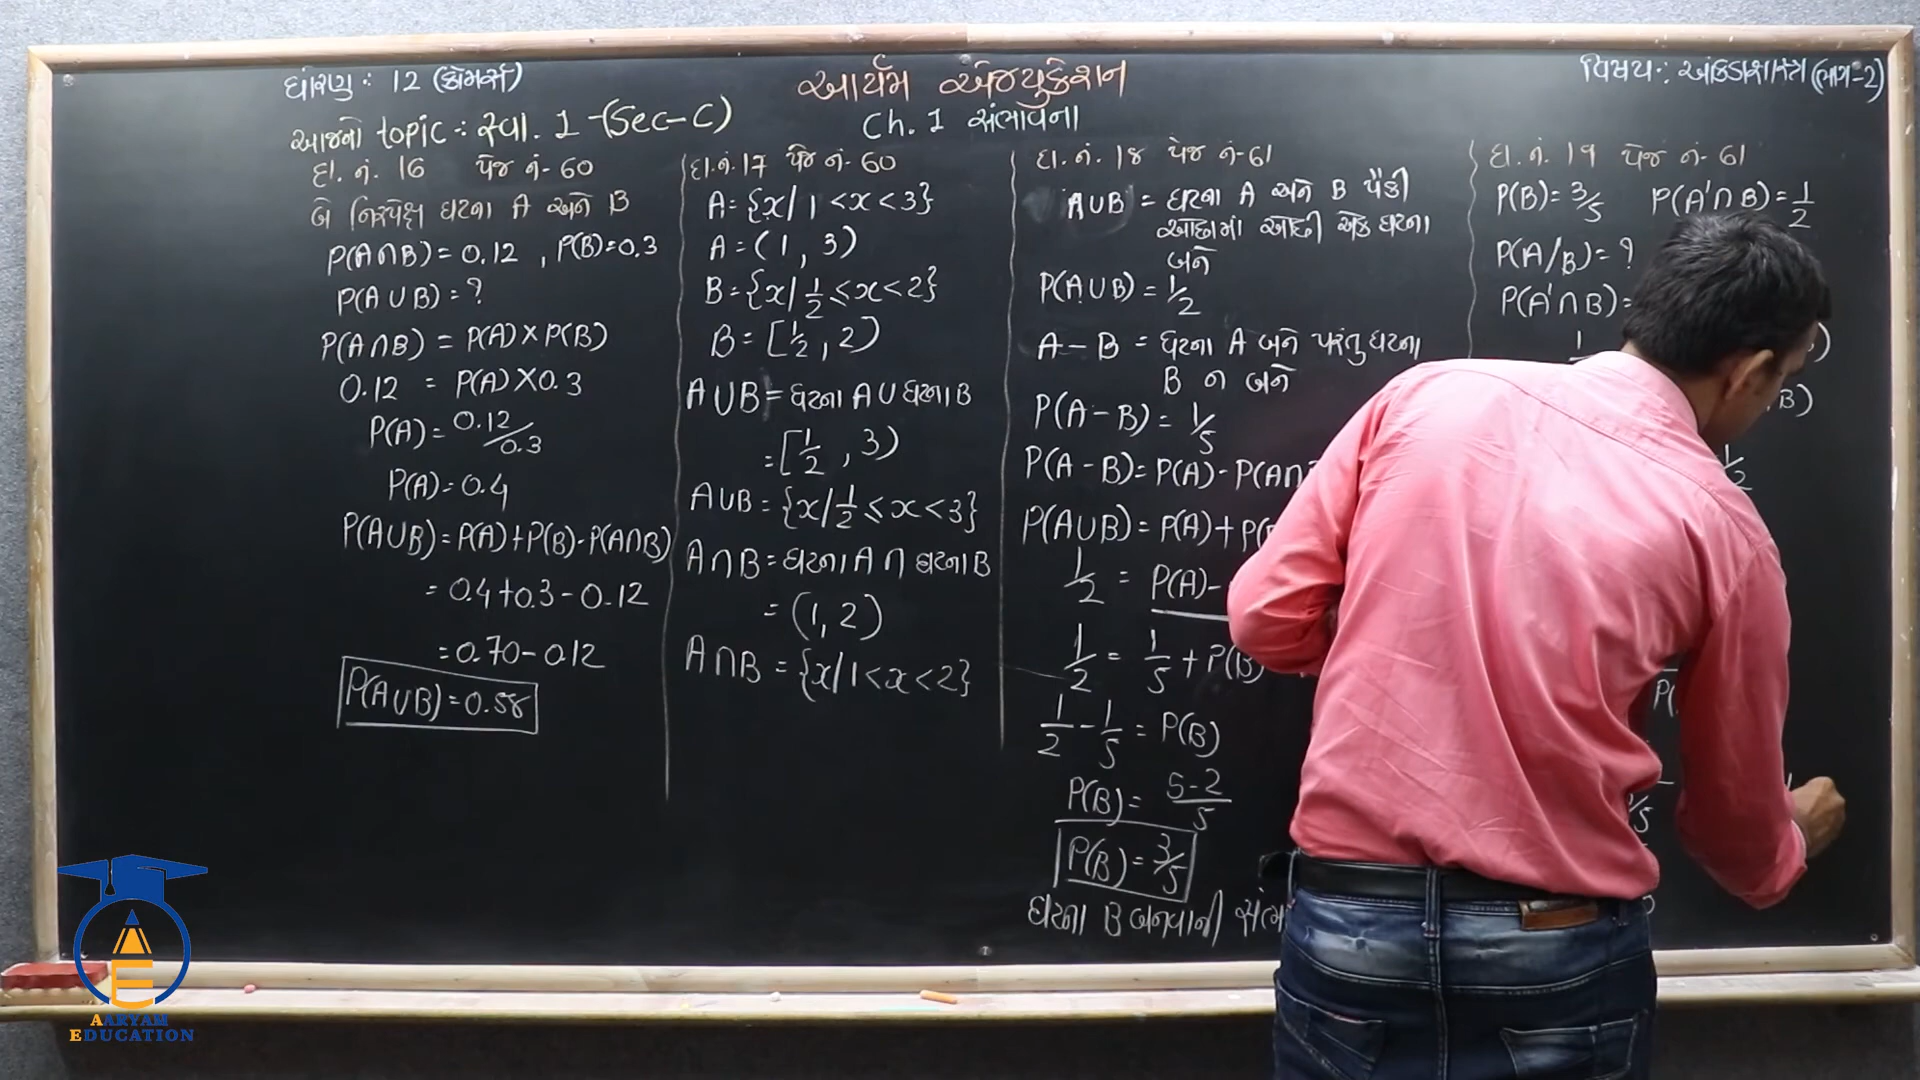 ધોરણ : 12 (કોમર્સ)
આર્યમ એજ્યુકેશન
વિષય : આંકડાશાસ્ત્ર (ભાગ-2)
આજનો topic : સ્વા. 1 (Sec-C)
Ch. 1 સંભાવના
દા. નં. 16 પેજ નં- 60
બે નિરપેક્ષ ઘટના A અને B
P(A∩B) = 0.12 , P(B)=0.3
P(A∪B) = ?
P(A∩B) = P(A) × P(B)
0.12 = P(A) × 0.3
P(A) = 0.12/0.3
P(A) = 0.4
P(A∪B) = P(A)+P(B)-P(A∩B)
= 0.4+0.3-0.12
= 0.70-0.12
P(A∪B) = 0.58
દા.નં. 17 પેજ નં- 60
A = {x/ 1 < x < 3}
A = (1, 3)
B = {x/ 1/2 ≤ x < 2}
B = [1/2, 2)
A∪B = ઘટના A ∪ ઘટના B
= [1/2, 3)
A∪B = {x/ 1/2 ≤ x < 3}
A∩B = ઘટના A ∩ ઘટના B
= (1, 2)
A∩B = {x/ 1 < x < 2}
દા. નં. 18 પેજ નં-61
A∪B = ઘટના A અને B પૈકી
ઓછામાં ઓછી એક ઘટના
બને
P(A∪B) = 1/2
A - B = ઘટના A બને પરંતુ ઘટના
B ન બને
P(A - B) = 1/5
P(A - B) = P(A) - P(A∩
P(A∪B) = P(A) + P(
1/2 = P(A) -
1/2 = 1/5 + P(B)
1/2 - 1/5 = P(B)
P(B) = 5-2/5
P(B) = 3/5
ઘટના B બનવાની
દા. નં. 19 પેજ નં-61
P(B) = 3/5 P(A'∩B) = 1/2
P(A/B) = ?
P(A'∩B) =